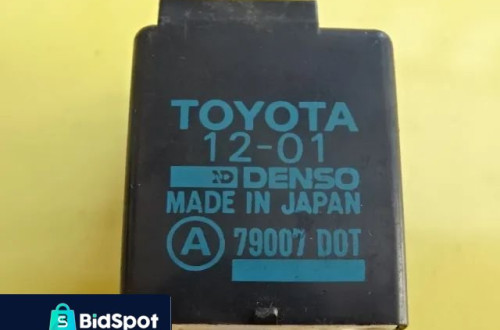 TOYOTA
12-01
ND DENSO
MADE IN JAPAN
A 79007 DOT
S
BidSpot